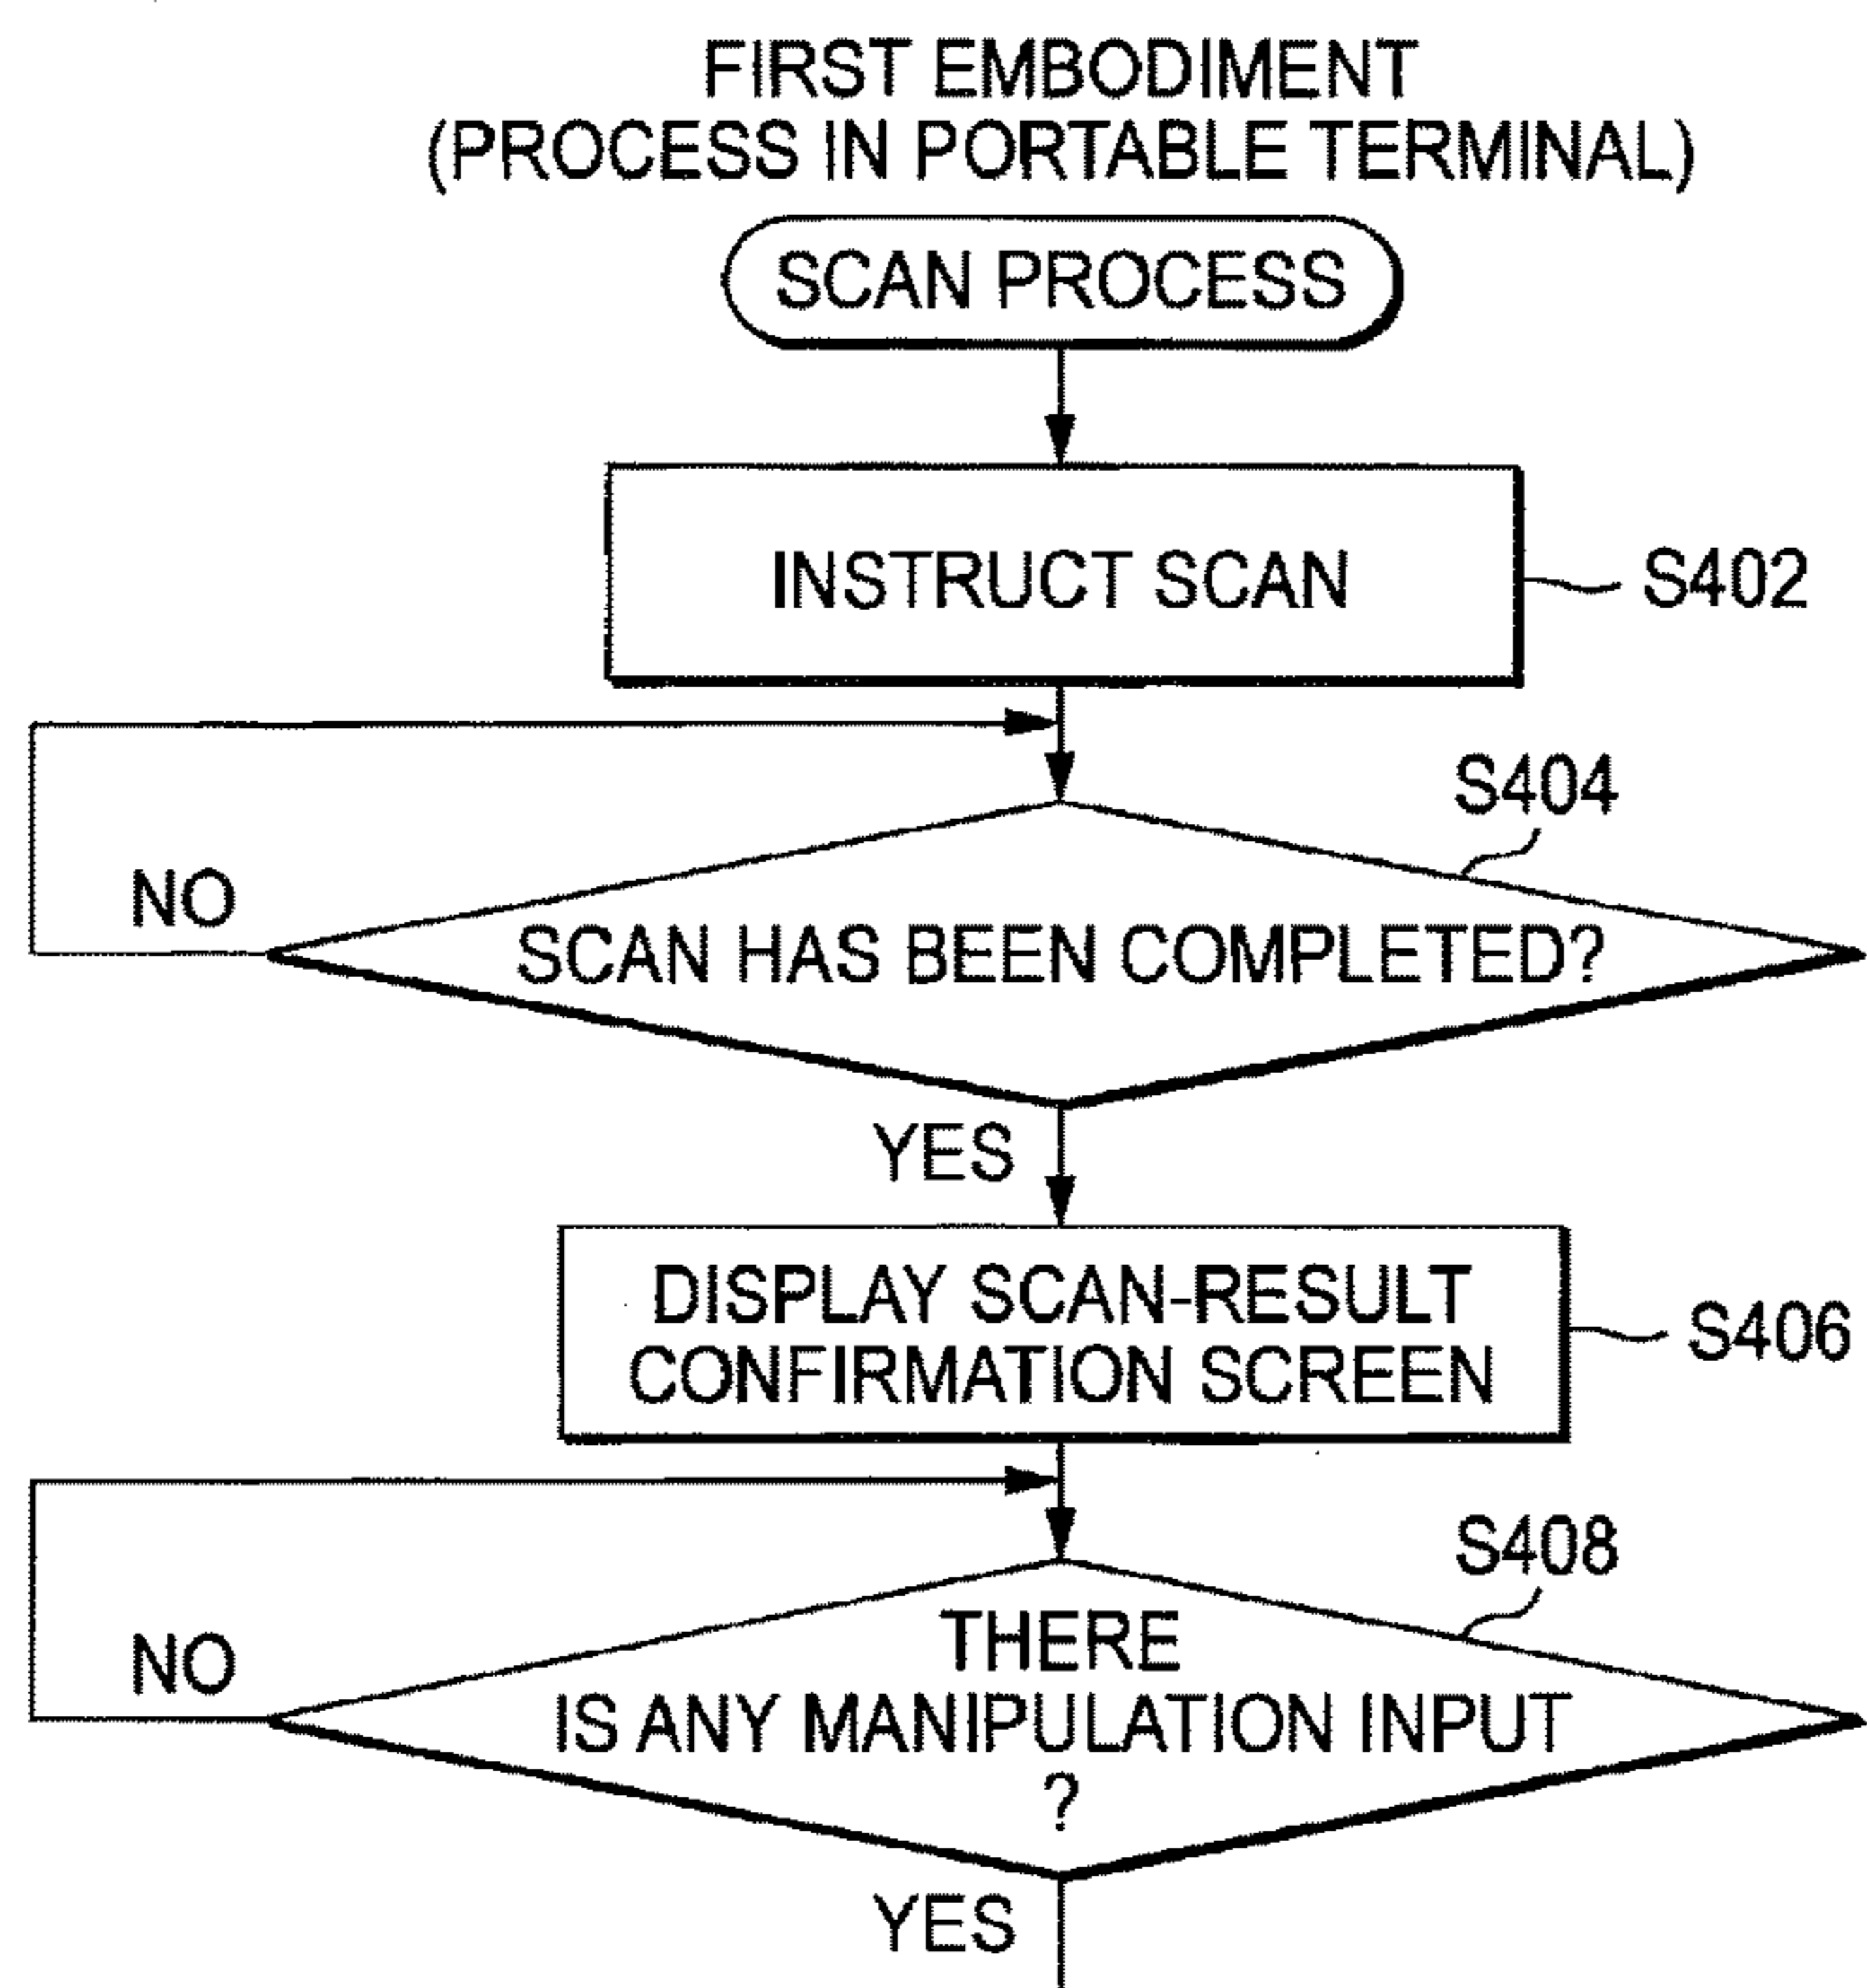 FIRST EMBODIMENT
(PROCESS IN PORTABLE TERMINAL)
SCAN PROCESS
INSTRUCT SCAN
S402
S404
NO
SCAN HAS BEEN COMPLETED?
YES
DISPLAY SCAN-RESULT
CONFIRMATION SCREEN
S406
S408
THERE
NO
IS ANY MANIPULATION INPUT
?
YES